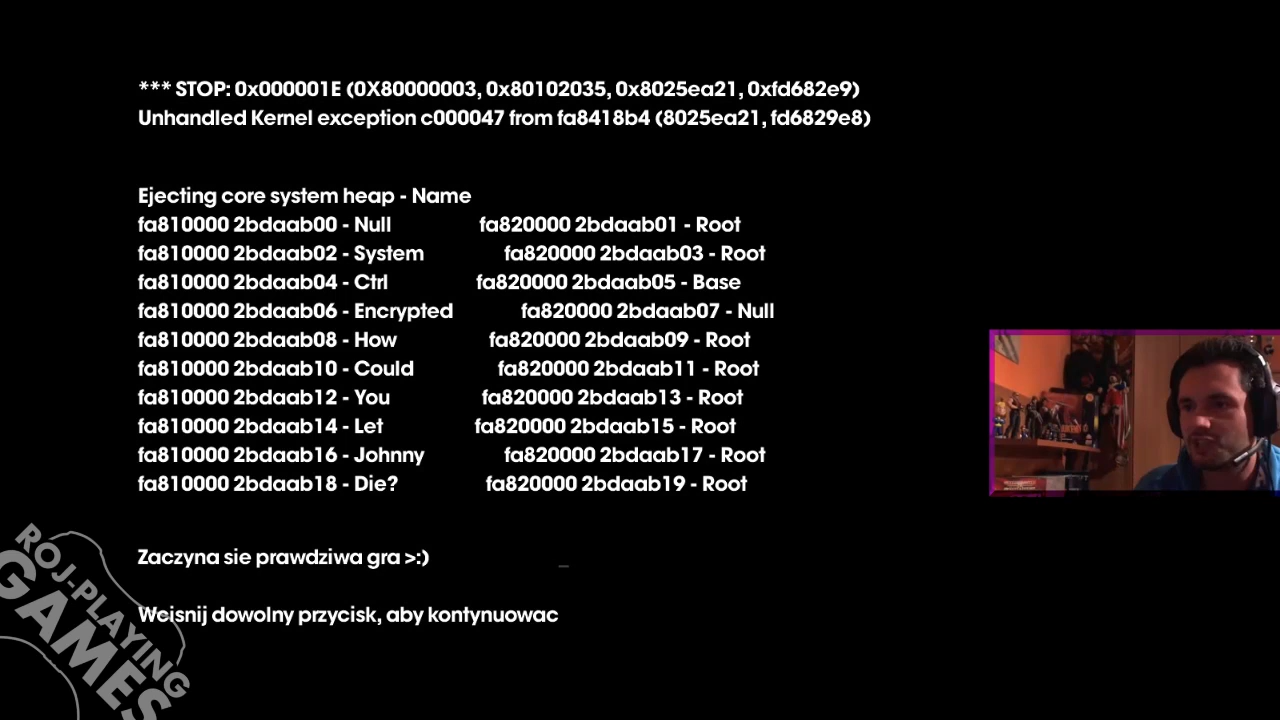 *** STOP: 0x000001E (0X80000003, 0x80102035, 0x8025ea21, 0xfd682e9)
Unhandled Kernel exception c000047 from fa8418b4 (8025ea21, fd6829e8)
Ejecting core system heap - Name
fa810000 2bdaab00 - Null fa820000 2bdaab01 - Root
fa810000 2bdaab02 - System fa820000 2bdaab03 - Root
fa810000 2bdaab04 - Ctrl fa820000 2bdaab05 - Base
fa810000 2bdaab06 - Encrypted fa820000 2bdaab07 - Null
fa810000 2bdaab08 - How fa820000 2bdaab09 - Root
fa810000 2bdaab10 - Could fa820000 2bdaab11 - Root
fa810000 2bdaab12 - You fa820000 2bdaab13 - Root
fa810000 2bdaab14 - Let fa820000 2bdaab15 - Root
fa810000 2bdaab16 - Johnny fa820000 2bdaab17 - Root
fa810000 2bdaab18 - Die? fa820000 2bdaab19 - Root
Zaczyna sie prawdziwa gra >:) _
Wcisnij dowolny przycisk, aby kontynuowac
ROJ-PLAYING
GAMES